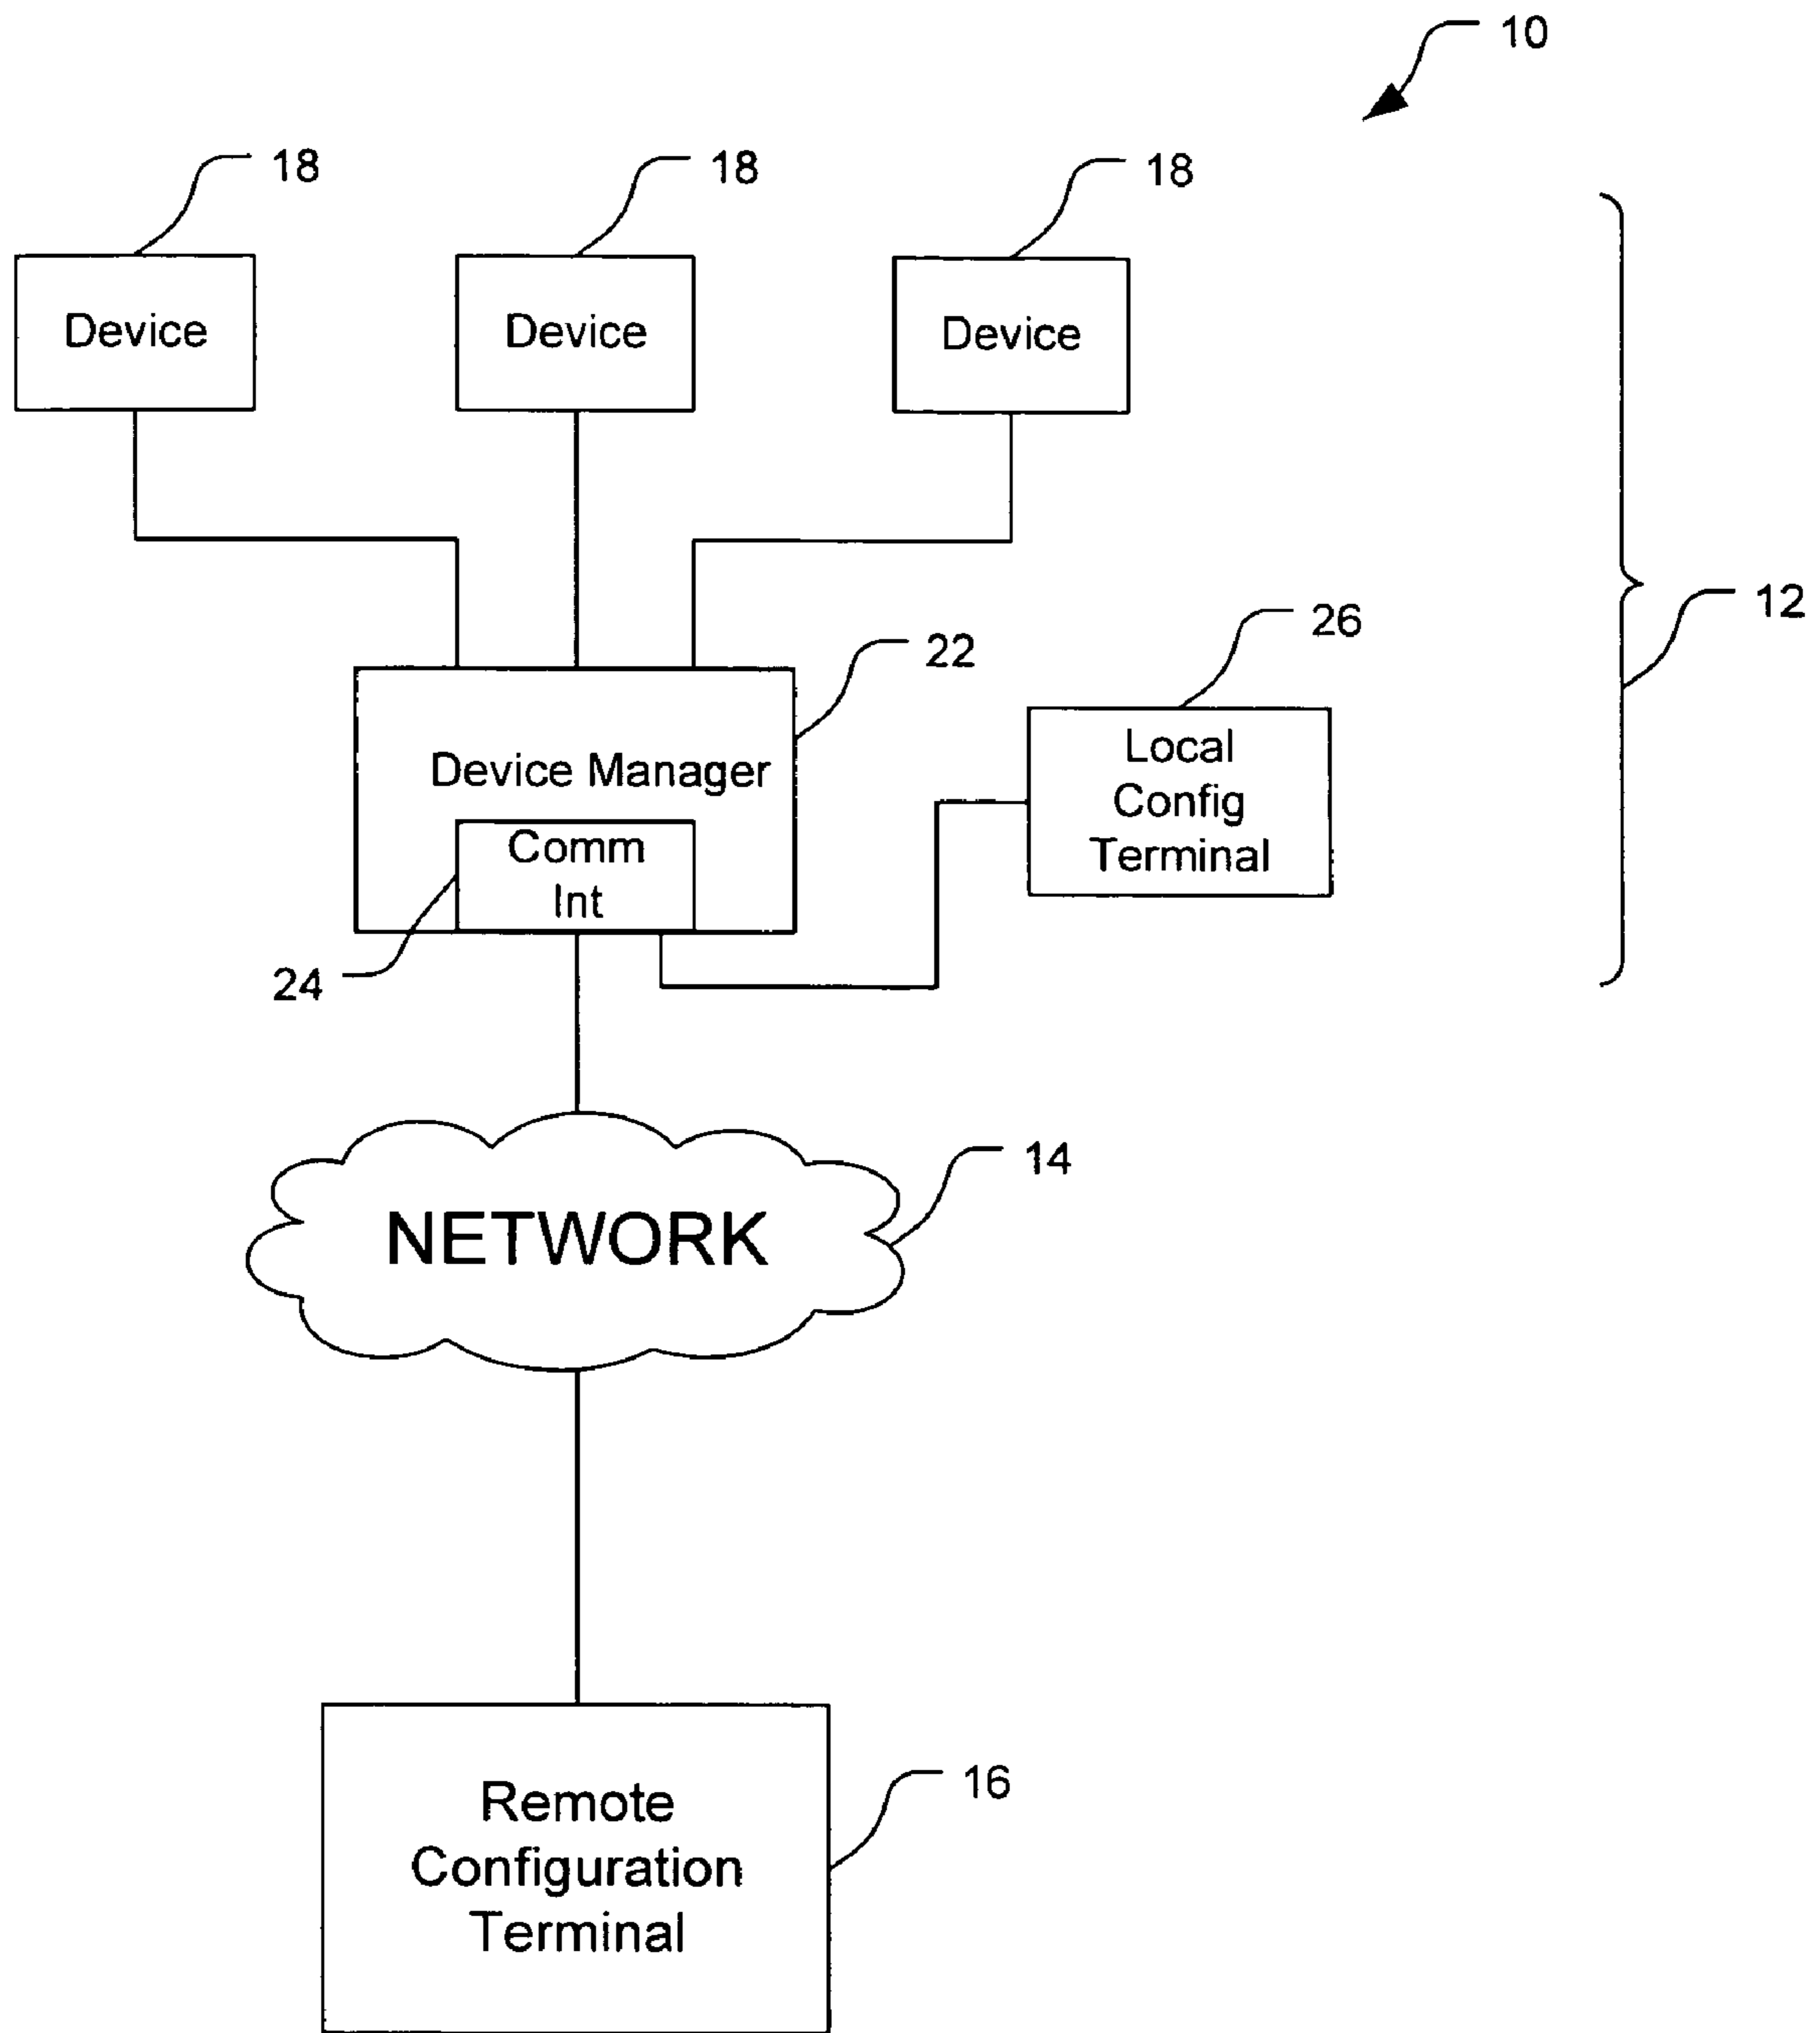 10
18
18
18
Device
Device
Device
12
26
22
Local
Config
Terminal
Device Manager
Comm
Int
24
14
NETWORK
16
Remote
Configuration
Terminal